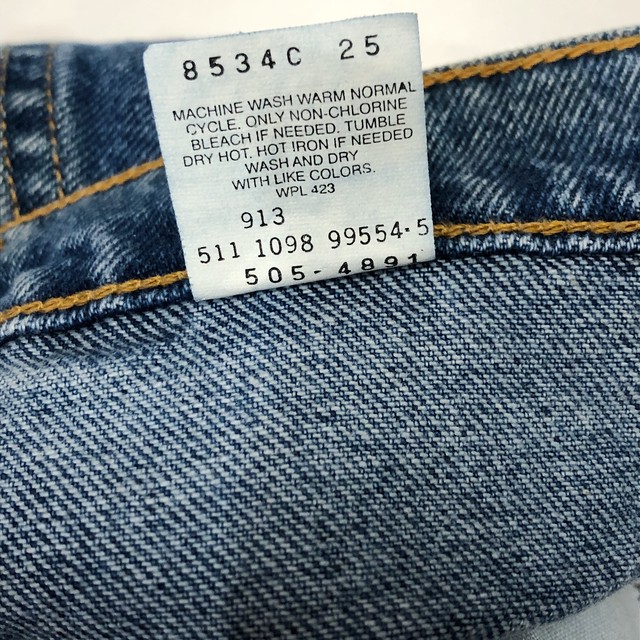 8534C 25
MACHINE WASH WARM NORMAL
CYCLE. ONLY NON-CHLORINE
BLEACH IF NEEDED. TUMBLE
DRY HOT. HOT IRON IF NEEDED
WASH AND DRY
WITH LIKE COLORS.
WPL 423
913
511 1098 99554·5
505-4891